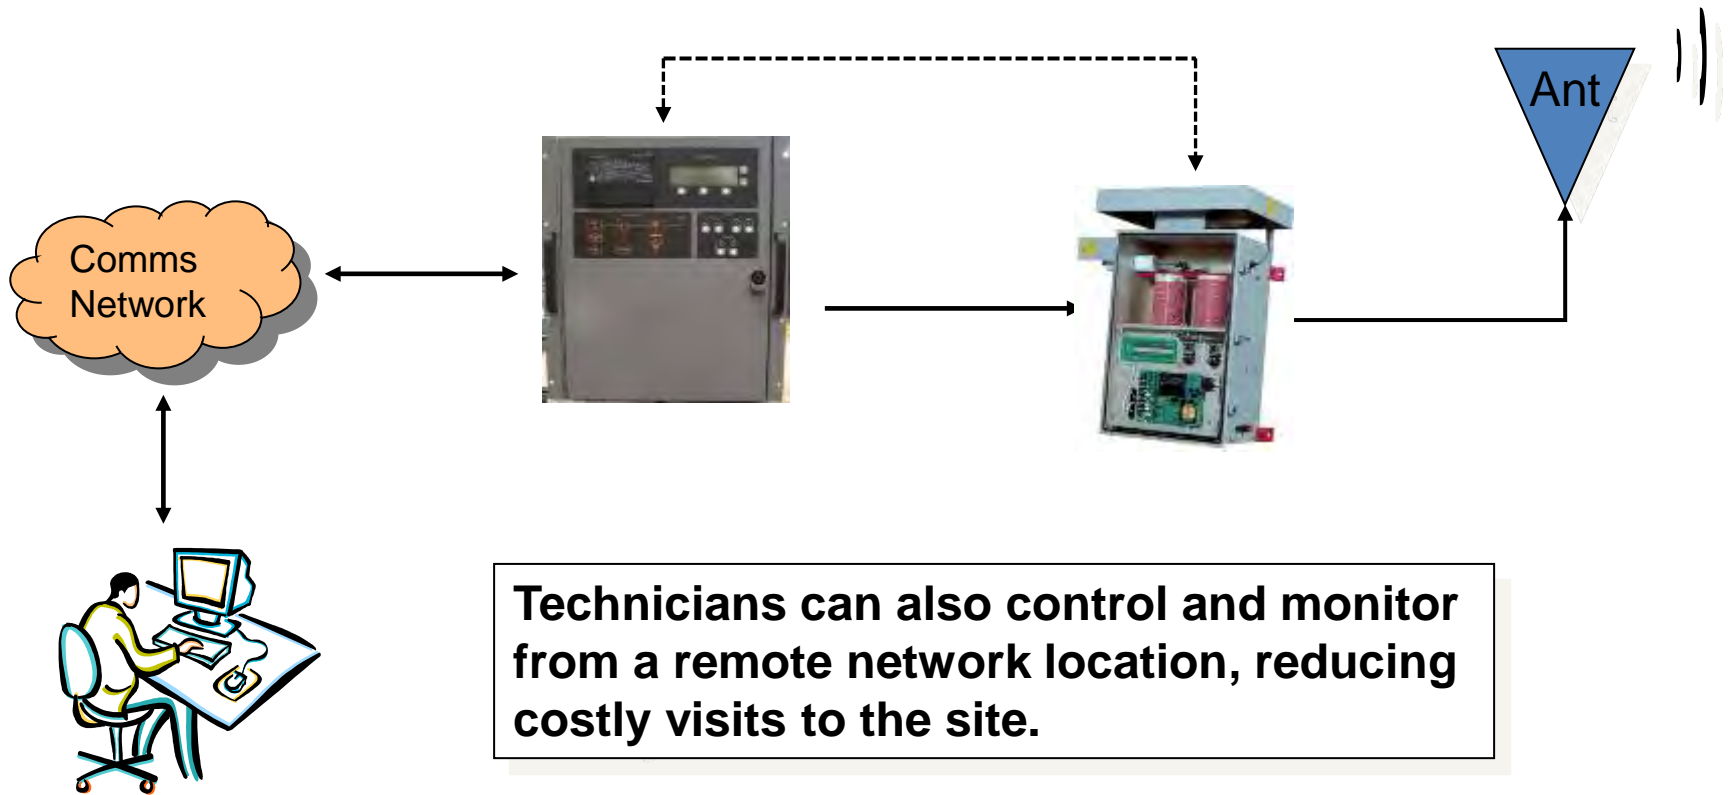 Ant
Comms
Network
Technicians can also control and monitor
from a remote network location, reducing
costly visits to the site.